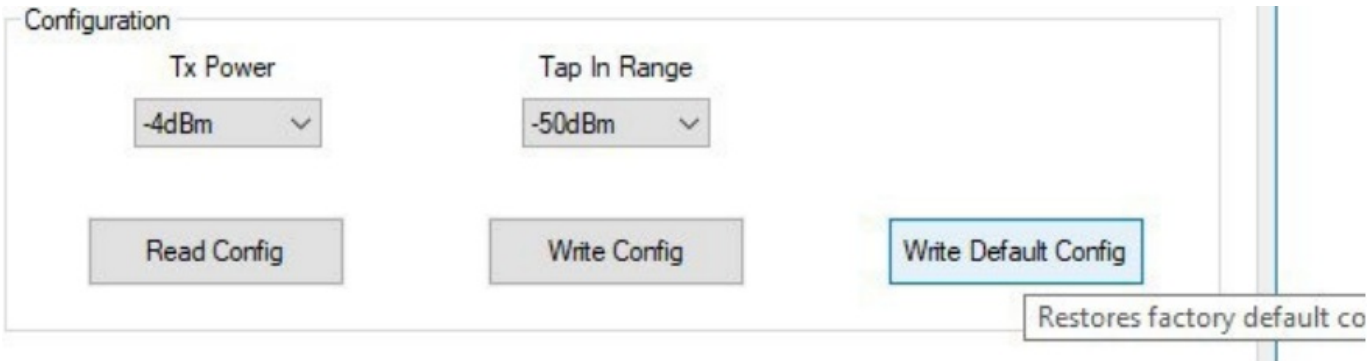 Configuration
Tx Power Tap In Range
-4dBm -50dBm
Read Config Write Config Write Default Config
Restores factory default co